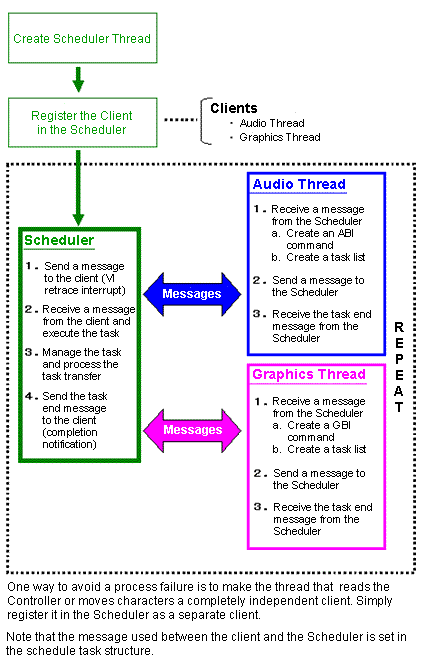 Create Scheduler Thread
Register the Client
in the Scheduler
Clients
· Audio Thread
· Graphics Thread
Scheduler
1. Send a message
to the client (VI
retrace interrupt)
2. Receive a
message from the
client and
execute the task
3. Manage the task
and process the
task transfer
4. Send the task
end message
to the client
(completion
notification)
Messages
Messages
Audio Thread
1. Receive a message
from the Scheduler
a. Create an ABI
command
b. Create a task list
2. Send a message to
the Scheduler
3. Receive the task end
message from the
Scheduler
Graphics Thread
1. Receive a message
from the Scheduler
a. Create a GBI
command
b. Create a task list
2. Send a message to
the Scheduler
3. Receive the task end
message from the
Scheduler
REPEAT
One way to avoid a process failure is to make the thread that reads the
Controller or moves characters a completely independent client. Simply
register it in the Scheduler as a separate client.
Note that the message used between the client and the Scheduler is set in
the schedule task structure.